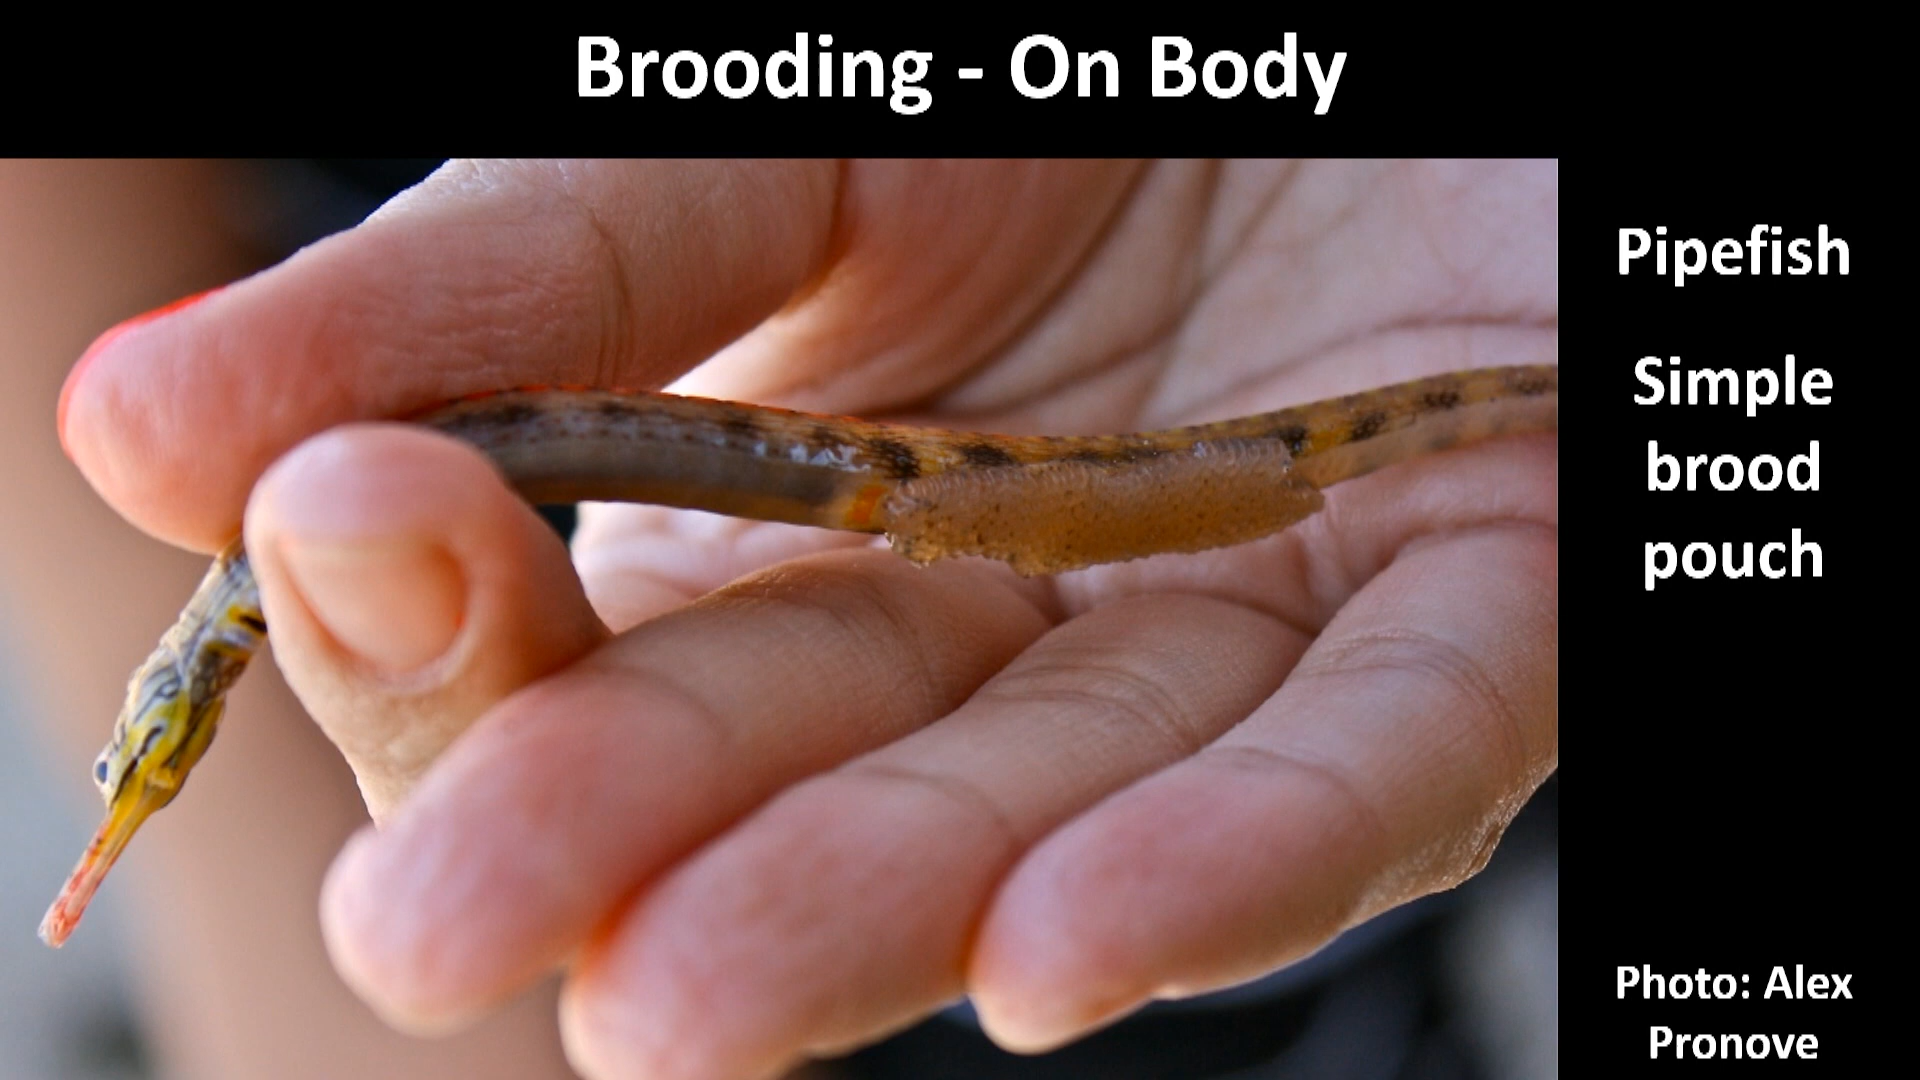 Brooding - On Body
Pipefish
Simple
brood
pouch
Photo: Alex
Pronove